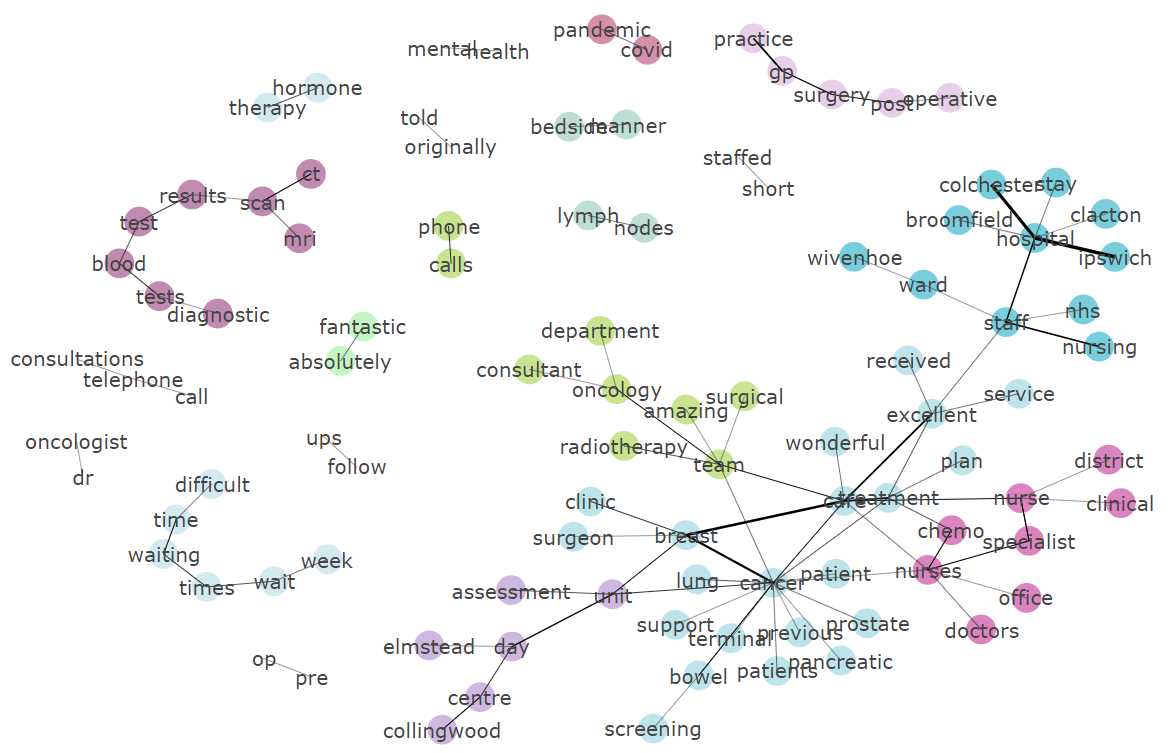 pandemic
covid
mental health
practice
gp
surgery
post operative
hormone
therapy
told
originally
bedside manner
staffed
short
ct
results
scan
test
mri
blood
tests
diagnostic
phone
calls
lymph
nodes
colchester
stay
broomfield
clacton
hospital
ipswich
wivenhoe
ward
nhs
staff
nursing
fantastic
absolutely
consultations
telephone
call
department
consultant
oncology
amazing
surgical
radiotherapy
team
received
service
excellent
wonderful
plan
care
treatment
district
nurse
clinical
chemo
specialist
nurses
office
doctors
oncologist
dr
ups
follow
difficult
time
waiting
times
wait
week
clinic
surgeon
breast
lung
cancer
patient
assessment
unit
support
terminal
previous
prostate
elmstead
day
bowel
patients
pancreatic
op
pre
centre
collingwood
screening